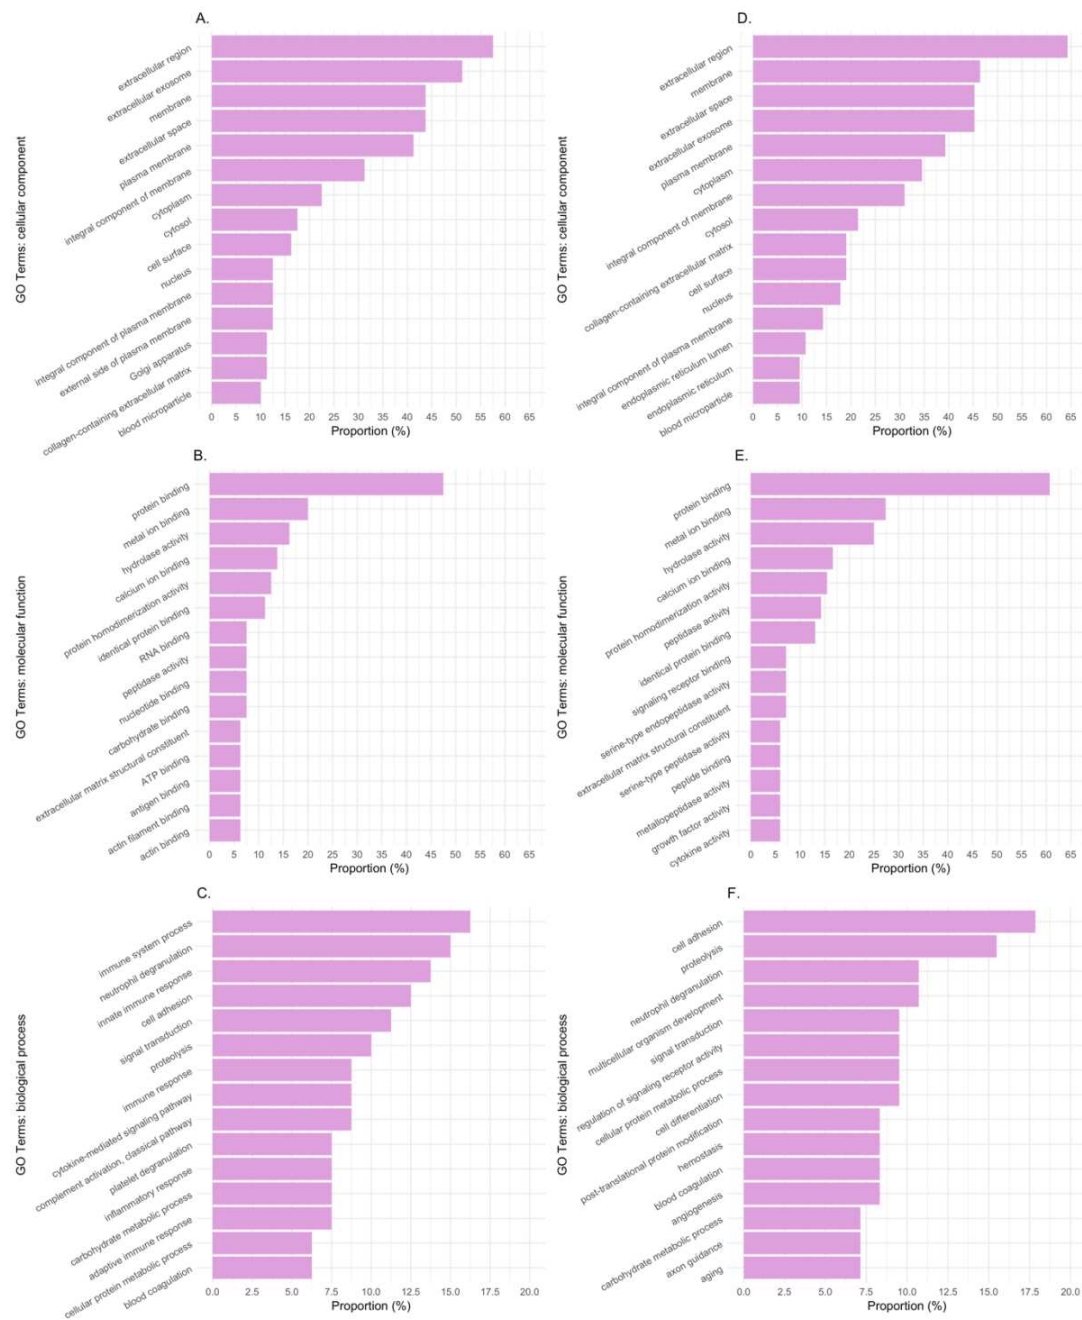 A.
GO Terms: cellular component
extracellular region
extracellular exosome
membrane
extracellular space
plasma membrane
integral component of membrane
cytoplasm
cytosol
cell surface
nucleus
integral component of plasma membrane
external side of plasma membrane
Golgi apparatus
collagen-containing extracellular matrix
blood microparticle
0 5 10 15 20 25 30 35 40 45 50 55 60 65
Proportion (%)
D.
GO Terms: cellular component
extracellular region
membrane
extracellular space
extracellular exosome
plasma membrane
cytoplasm
integral component of membrane
cytosol
collagen-containing extracellular matrix
cell surface
nucleus
integral component of plasma membrane
endoplasmic reticulum lumen
endoplasmic reticulum
blood microparticle
0 5 10 15 20 25 30 35 40 45 50 55 60 65
Proportion (%)
B.
GO Terms: molecular function
protein binding
metal ion binding
hydrolase activity
calcium ion binding
protein homodimerization activity
identical protein binding
RNA binding
peptidase activity
nucleotide binding
carbohydrate binding
extracellular matrix structural constituent
ATP binding
antigen binding
actin filament binding
actin binding
0 5 10 15 20 25 30 35 40 45 50 55 60 65
Proportion (%)
E.
GO Terms: molecular function
protein binding
metal ion binding
hydrolase activity
calcium ion binding
protein homodimerization activity
peptidase activity
identical protein binding
signaling receptor binding
serine-type endopeptidase activity
extracellular matrix structural constituent
serine-type peptidase activity
peptide binding
metallopeptidase activity
growth factor activity
cytokine activity
0 5 10 15 20 25 30 35 40 45 50 55 60 65
Proportion (%)
C.
GO Terms: biological process
immune system process
neutrophil degranulation
innate immune response
cell adhesion
signal transduction
proteolysis
immune response
cytokine-mediated signaling pathway
complement activation, classical pathway
platelet degranulation
inflammatory response
carbohydrate metabolic process
adaptive immune response
cellular protein metabolic process
blood coagulation
0.0 2.5 5.0 7.5 10.0 12.5 15.0 17.5 20.0
Proportion (%)
F.
GO Terms: biological process
cell adhesion
proteolysis
neutrophil degranulation
multicellular organism development
signal transduction
regulation of signaling receptor activity
cellular protein metabolic process
cell differentiation
post-translational protein modification
hemostasis
blood coagulation
angiogenesis
carbohydrate metabolic process
axon guidance
aging
0.0 2.5 5.0 7.5 10.0 12.5 15.0 17.5 20.0
Proportion (%)